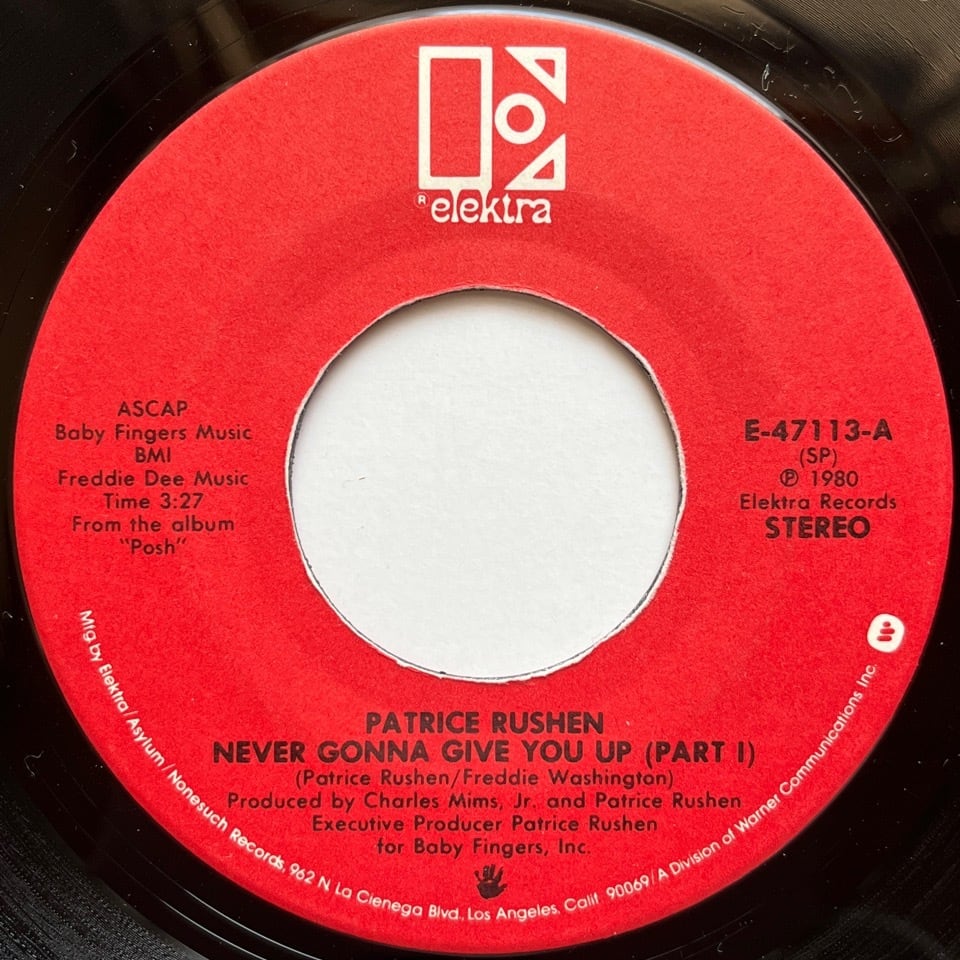 ® elektra
ASCAP
Baby Fingers Music
BMI
Freddie Dee Music
Time 3:27
From the album
"Posh"
E-47113-A
(SP)
℗ 1980
Elektra Records
STEREO
PATRICE RUSHEN
NEVER GONNA GIVE YOU UP (PART I)
(Patrice Rushen/Freddie Washington)
Produced by Charles Mims, Jr. and Patrice Rushen
Executive Producer Patrice Rushen
for Baby Fingers, Inc.
Mfg.by Elektra/Asylum/Nonesuch Records, 962 N La Cienega Blvd., Los Angeles, Calif 90069/A Division of Warner Communications Inc.